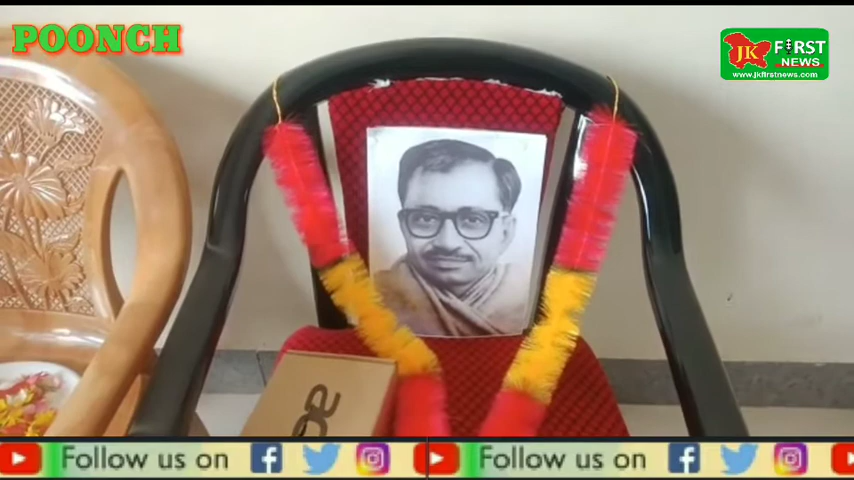 POONCH
JK FIRST
NEWS
www.jkfirstnews.com
Follow us on
Follow us on